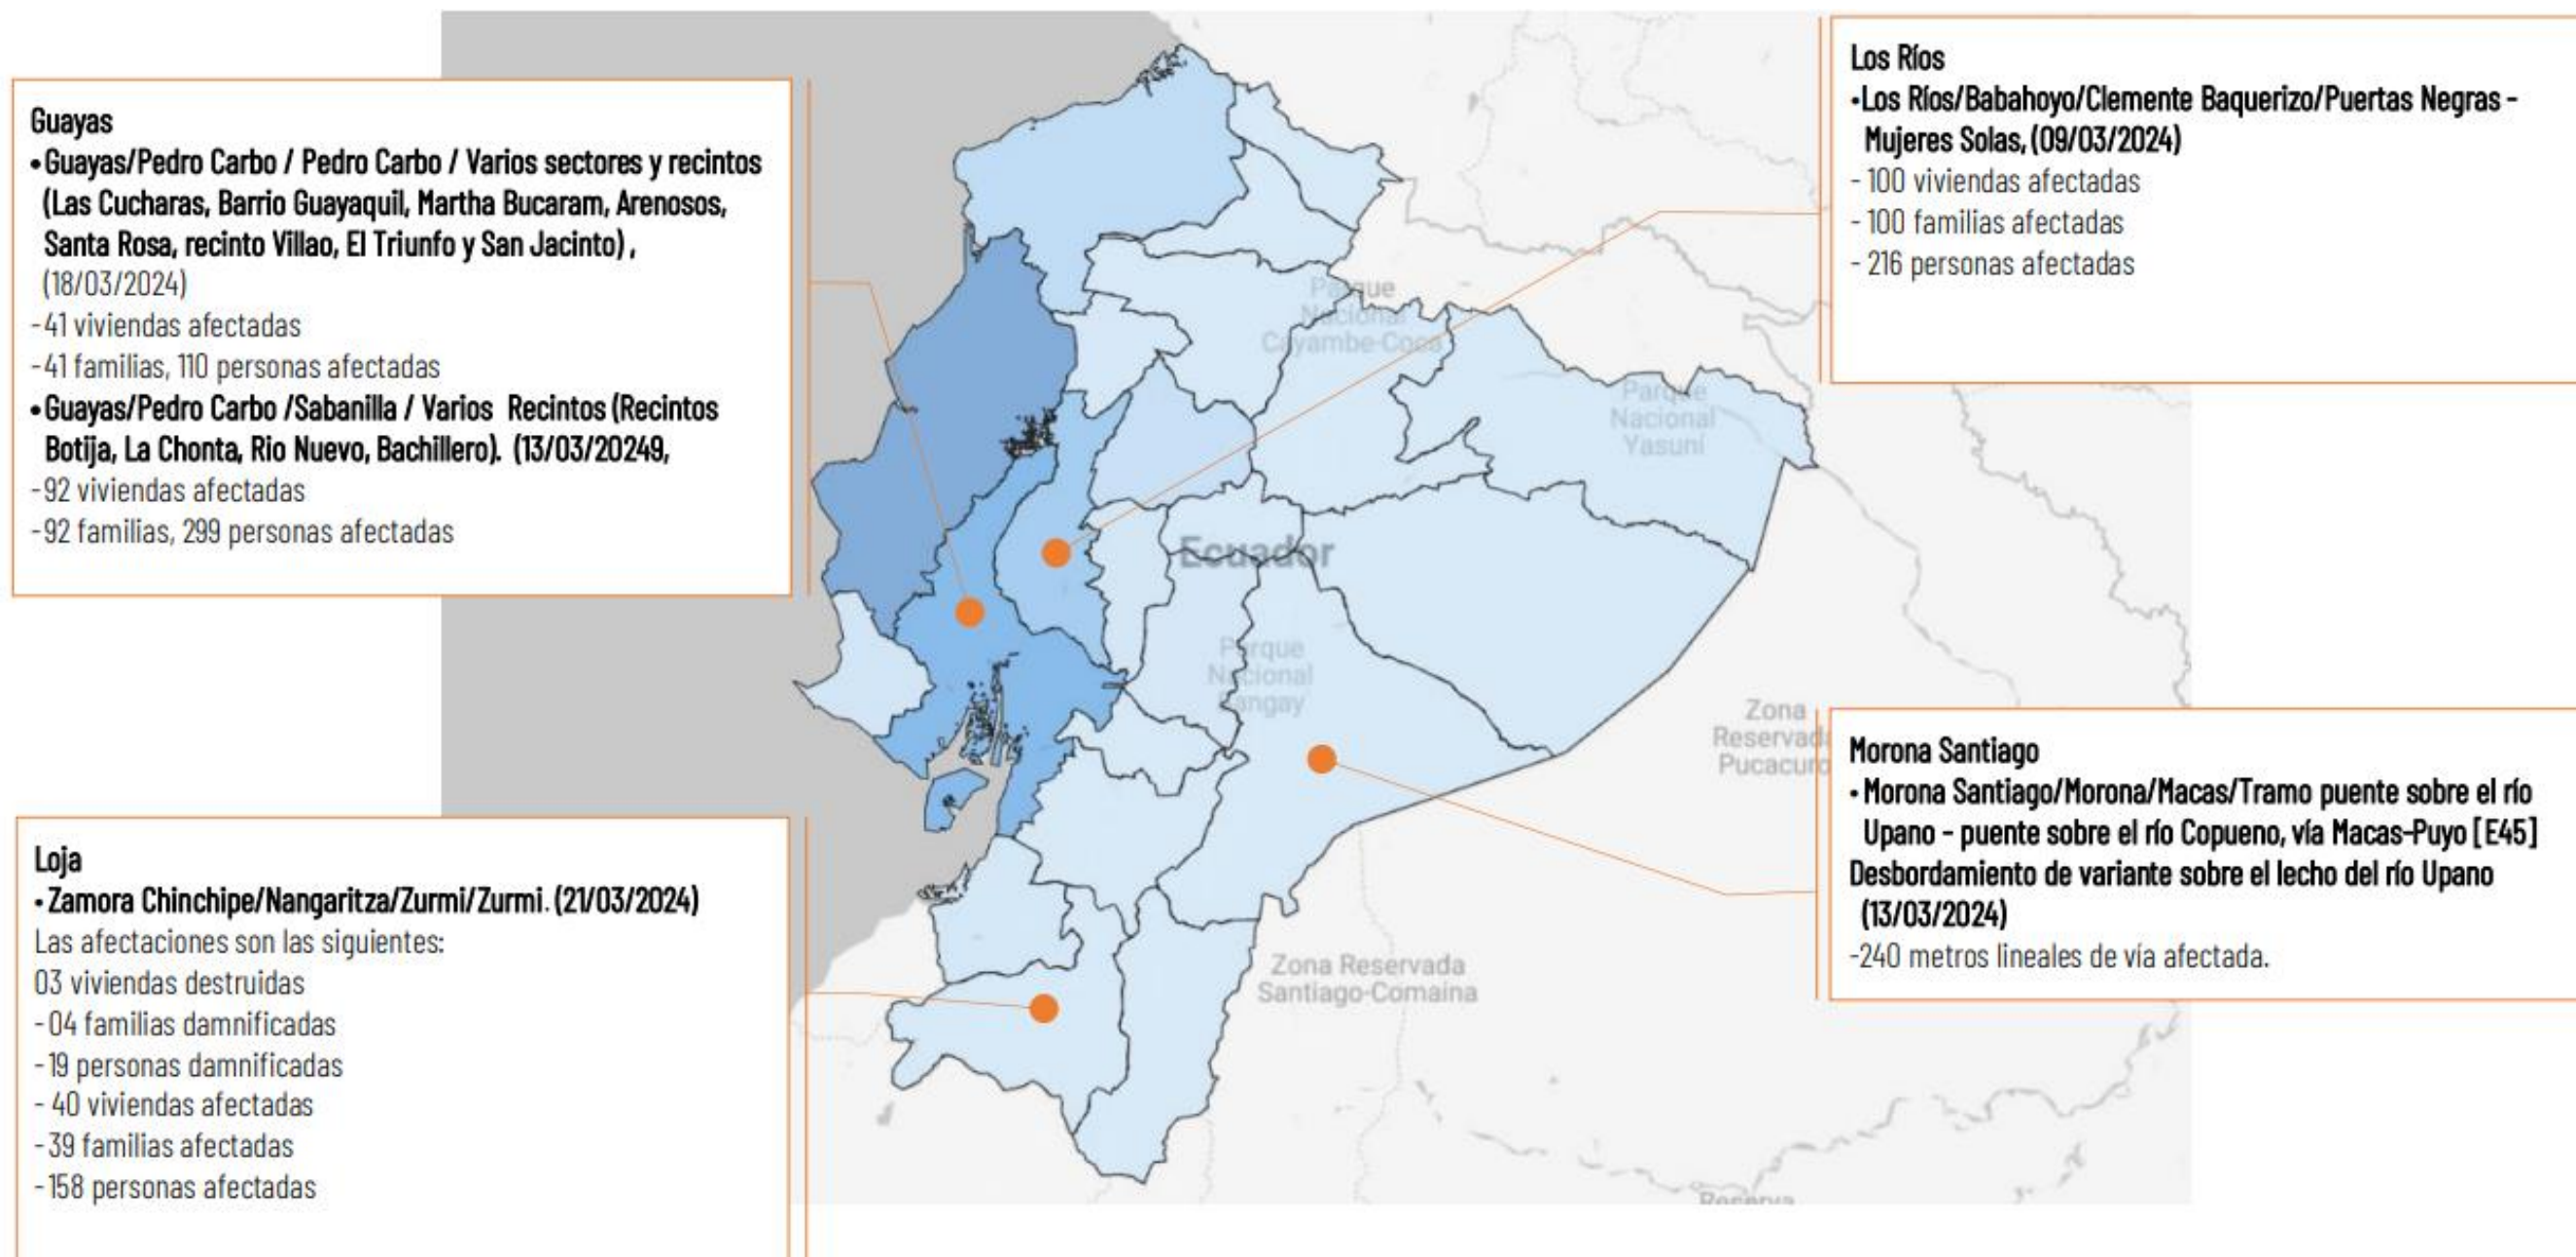 Guayas
•Guayas/Pedro Carbo / Pedro Carbo / Varios sectores y recintos
(Las Cucharas, Barrio Guayaquil, Martha Bucaram, Arenosos,
Santa Rosa, recinto Villao, El Triunfo y San Jacinto) ,
(18/03/2024)
-41 viviendas afectadas
-41 familias, 110 personas afectadas
•Guayas/Pedro Carbo /Sabanilla / Varios Recintos (Recintos
Botija, La Chonta, Rio Nuevo, Bachillero). (13/03/20249,
-92 viviendas afectadas
-92 familias, 299 personas afectadas
Los Ríos
•Los Ríos/Babahoyo/Clemente Baquerizo/Puertas Negras -
Mujeres Solas, (09/03/2024)
- 100 viviendas afectadas
- 100 familias afectadas
- 216 personas afectadas
Parque
Nacional
Cayambe-Coca
Parque
Nacional
Yasuní
Ecuador
Parque
Nacional
Sangay
Zona
Reservada
Pucacuro
Zona Reservada
Santiago-Comaina
Reserva
Loja
• Zamora Chinchipe/Nangaritza/Zurmi/Zurmi. (21/03/2024)
Las afectaciones son las siguientes:
03 viviendas destruidas
-04 familias damnificadas
-19 personas damnificadas
- 40 viviendas afectadas
-39 familias afectadas
-158 personas afectadas
Morona Santiago
• Morona Santiago/Morona/Macas/Tramo puente sobre el río
Upano - puente sobre el río Copueno, vía Macas-Puyo [E45]
Desbordamiento de variante sobre el lecho del río Upano
(13/03/2024)
-240 metros lineales de vía afectada.